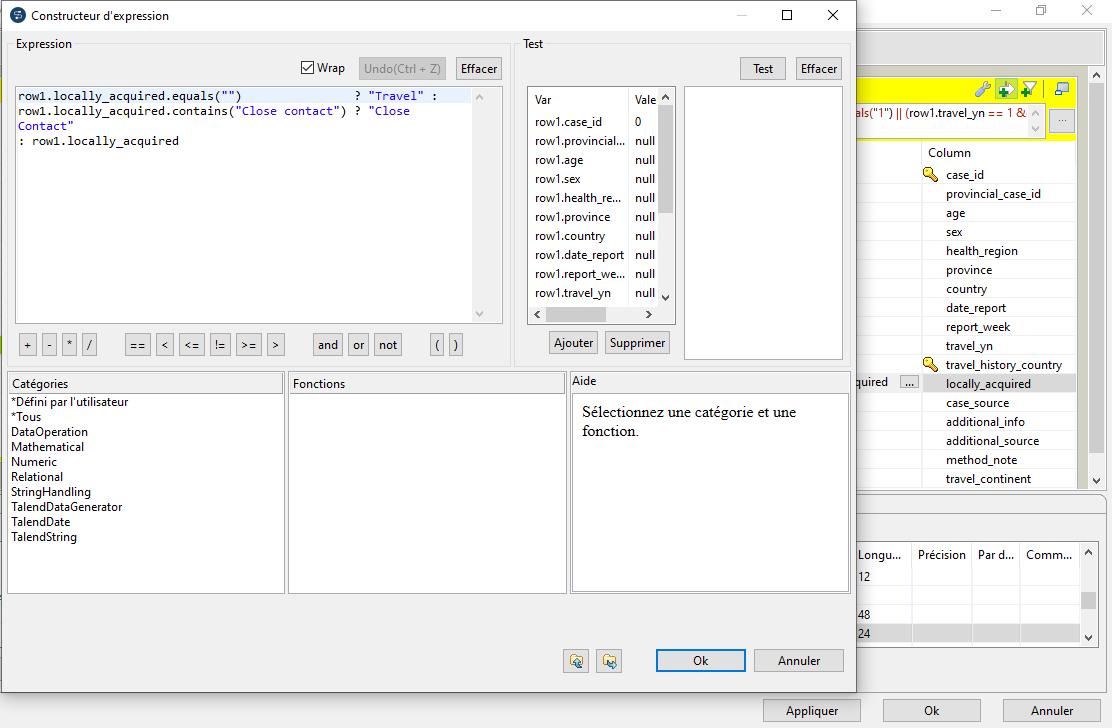 Constructeur d'expression
Expression
Wrap
Undo(Ctrl + Z)
Effacer
row1.locally_acquired.equals("") ? "Travel" :
row1.locally_acquired.contains("Close contact") ? "Close
Contact"
: row1.locally_acquired
+ - * / == < <= != >= > and or not ( )
Test
Test
Effacer
Var Vale
row1.case_id 0
row1.provincial... null
row1.age null
row1.sex null
row1.health_re... null
row1.province null
row1.country null
row1.date_report null
row1.report_we... null
row1.travel_yn null
Ajouter
Supprimer
Catégories
*Défini par l'utilisateur
*Tous
DataOperation
Mathematical
Numeric
Relational
StringHandling
TalendDataGenerator
TalendDate
TalendString
Fonctions
Aide
Sélectionnez une catégorie et une
fonction.
Ok
Annuler
als("1") || (row1.travel_yn == 1 &
...
Column
case_id
provincial_case_id
age
sex
health_region
province
country
date_report
report_week
travel_yn
travel_history_country
quired ... locally_acquired
case_source
additional_info
additional_source
method_note
travel_continent
Longu... Précision Par d... Comm...
12
48
24
Appliquer
Ok
Annuler